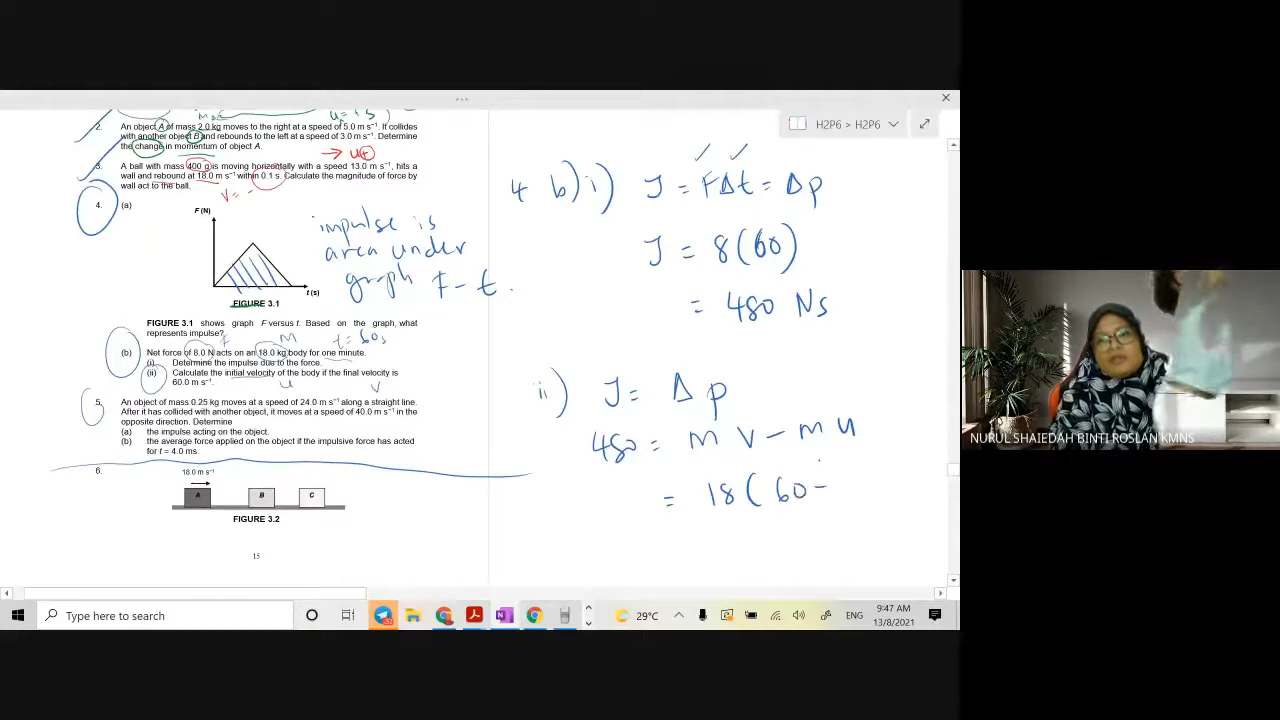 H2P6 > H2P6
M=
u = + 5
2. An object A of mass 2.0 kg moves to the right at a speed of 5.0 m s⁻¹. It collides
with another object B and rebounds to the left at a speed of 3.0 m s⁻¹. Determine
the change in momentum of object A.
→ u+
3. A ball with mass 400 g is moving horizontally with a speed 13.0 m s⁻¹, hits a
wall and rebound at 18.0 m s⁻¹ within 0.1 s. Calculate the magnitude of force by
wall act to the ball.
v = -
4. (a)
F (N)
t (s)
FIGURE 3.1
impulse is
area under
graph F - t.
FIGURE 3.1 shows graph F versus t. Based on the graph, what
represents impulse?
F
M
t = 60s
(b) Net force of 8.0 N acts on an 18.0 kg body for one minute.
(i) Determine the impulse due to the force.
(ii) Calculate the initial velocity of the body if the final velocity is
60.0 m s⁻¹.
u
v
5. An object of mass 0.25 kg moves at a speed of 24.0 m s⁻¹ along a straight line.
After it has collided with another object, it moves at a speed of 40.0 m s⁻¹ in the
opposite direction. Determine
(a) the impulse acting on the object.
(b) the average force applied on the object if the impulsive force has acted
for t = 4.0 ms.
6.
18.0 m s⁻¹
A B C
FIGURE 3.2
15
4 b) i) J = FΔt = Δp
J = 8(60)
= 480 Ns
ii) J = Δp
480 = mv - mu
= 18(60 -
NURUL SHAIEDAH BINTI ROSLAN KMNS
Type here to search
29°C
ENG
9:47 AM
13/8/2021